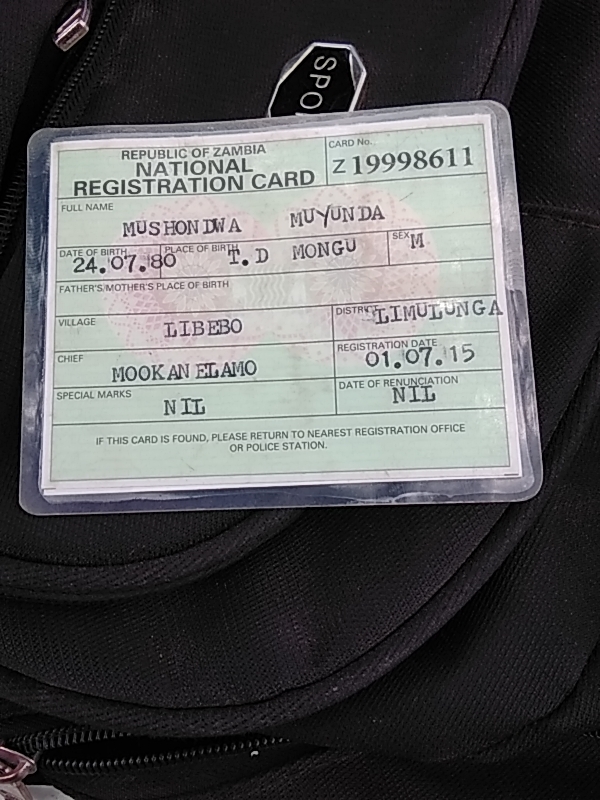 SPO
REPUBLIC OF ZAMBIA
NATIONAL
REGISTRATION CARD
CARD No.
Z 19998611
FULL NAME
MUSHONDWA MUYUNDA
DATE OF BIRTH
24.07.80
PLACE OF BIRTH
T.D MONGU
SEX
M
FATHER'S/MOTHER'S PLACE OF BIRTH
VILLAGE
LIBEBO
DISTRICT
LIMULUNGA
CHIEF
MOOKAN ELAMO
REGISTRATION DATE
01.07.15
SPECIAL MARKS
NIL
DATE OF RENUNCIATION
NIL
IF THIS CARD IS FOUND, PLEASE RETURN TO NEAREST REGISTRATION OFFICE
OR POLICE STATION.